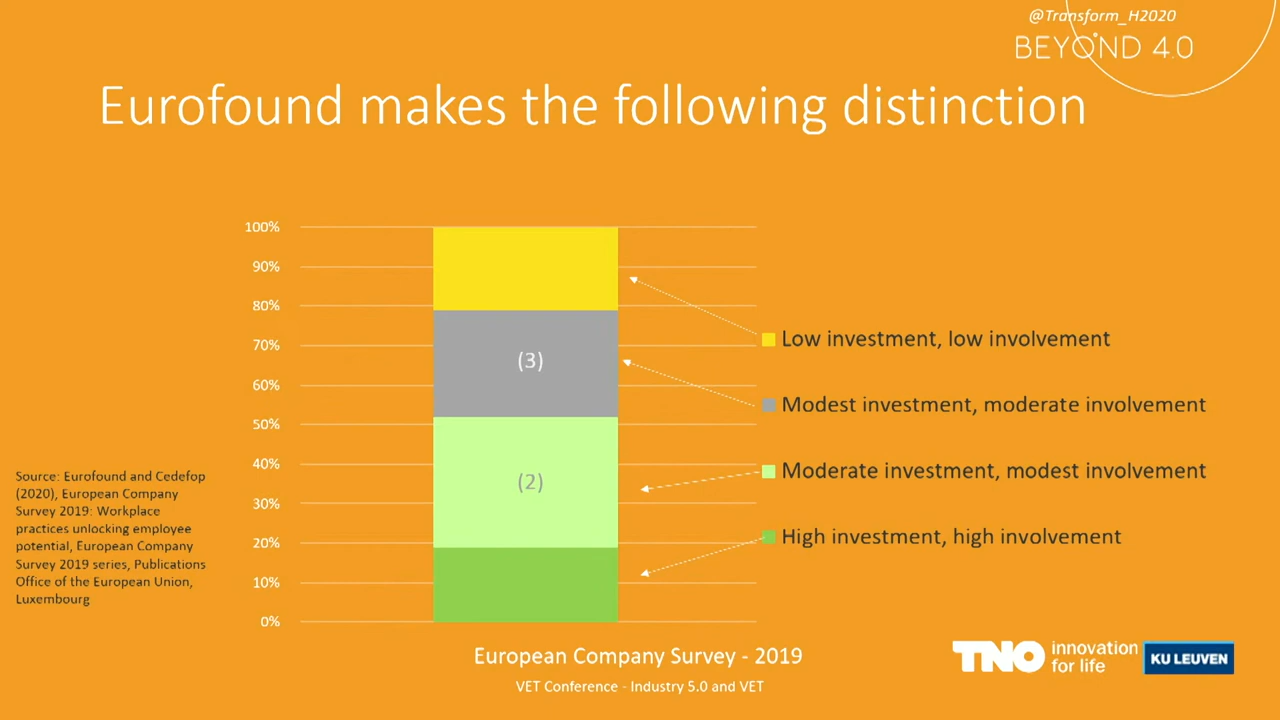 @Transform_H2020
BEYOND 4.0
Eurofound makes the following distinction
100%
90%
80%
70%
60%
50%
40%
30%
20%
10%
0%
(3)
(2)
Low investment, low involvement
Modest investment, moderate involvement
Moderate investment, modest involvement
High investment, high involvement
Source: Eurofound and Cedefop
(2020), European Company
Survey 2019: Workplace
practices unlocking employee
potential, European Company
Survey 2019 series, Publications
Office of the European Union,
Luxembourg
European Company Survey - 2019
VET Conference - Industry 5.0 and VET
TNO innovation
for life
KU LEUVEN